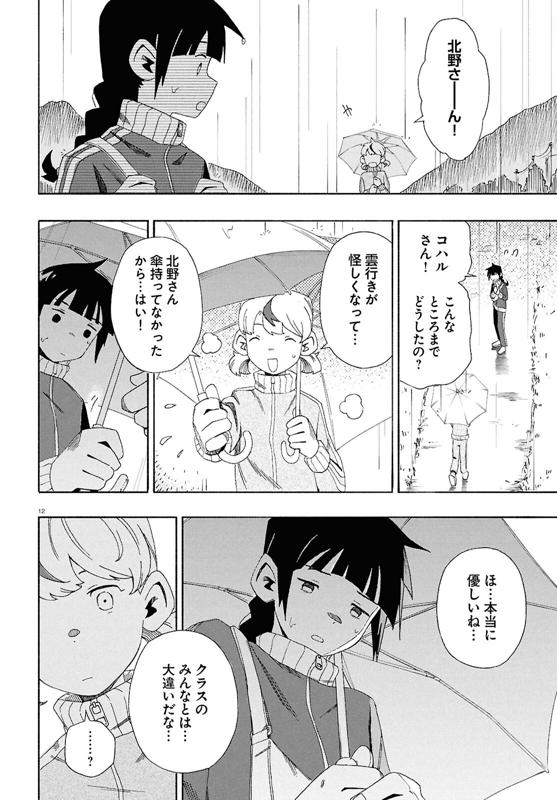 北野さーーん！
コハル
さん！
こんな
ところまで
どうしたの？
雲行きが
怪しくなって…
北野さん
傘持ってなかった
から…はい！
12
ほ…本当に
優しいね…
クラスの
みんなとは…
大違いだな…
……？